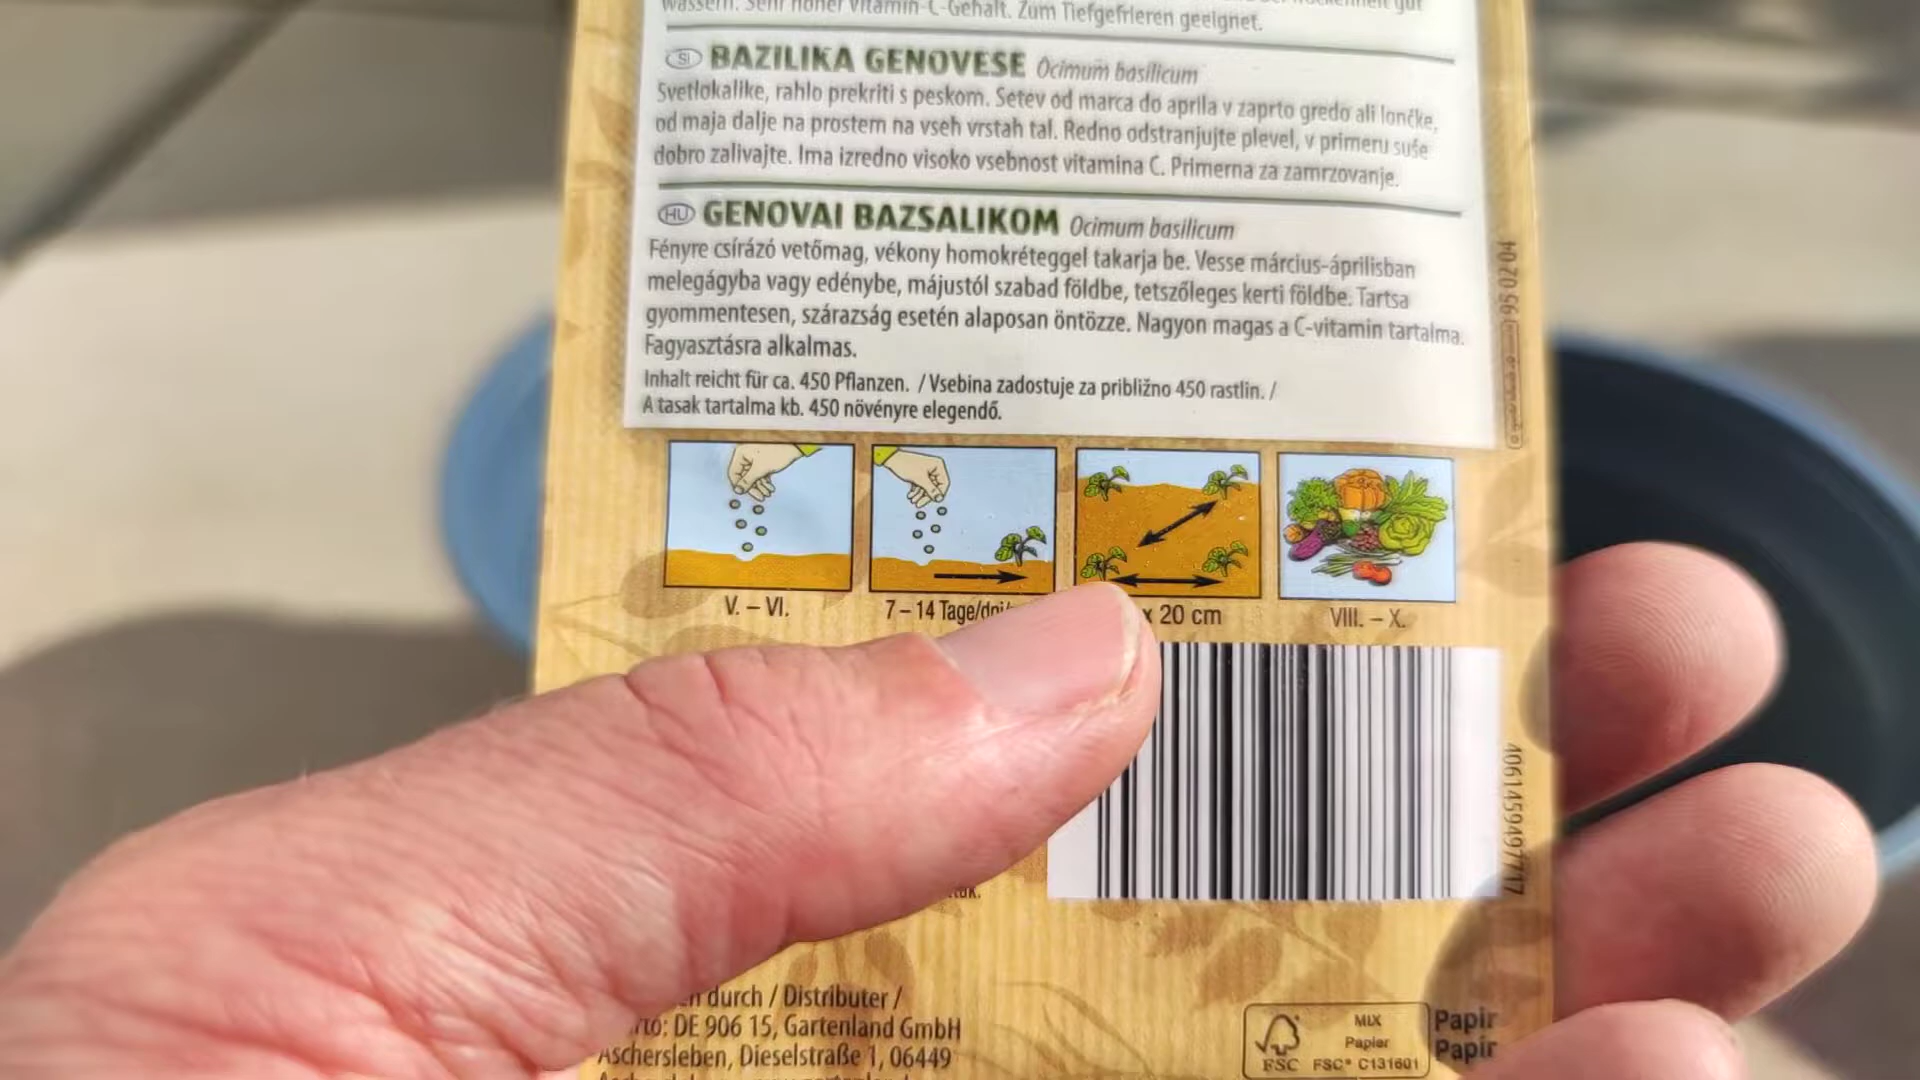 wässern. Sehr hoher Vitamin-C-Gehalt. Zum Tiefgefrieren geeignet.
SI BAZILIKA GENOVESE Ocimum basilicum
Svetlokalike, rahlo prekriti s peskom. Setev od marca do aprila v zaprto gredo ali lončke,
od maja dalje na prostem na vseh vrstah tal. Redno odstranjujte plevel, v primeru suše
dobro zalivajte. Ima izredno visoko vsebnost vitamina C. Primerna za zamrzovanje.
HU GENOVAI BAZSALIKOM Ocimum basilicum
Fényre csírázó vetőmag, vékony homokréteggel takarja be. Vesse március-áprilisban
melegágyba vagy edénybe, májustól szabad földbe, tetszőleges kerti földbe. Tartsa
gyommentesen, szárazság esetén alaposan öntözze. Nagyon magas a C-vitamin tartalma.
Fagyasztásra alkalmas.
Inhalt reicht für ca. 450 Pflanzen. / Vsebina zadostuje za približno 450 rastlin. /
A tasak tartalma kb. 450 növényre elegendő.
95 02 04
V. – VI.
7 – 14 Tage/dni/
x 20 cm
VIII. – X.
4061459497717
durch / Distributer /
DE 906 15, Gartenland GmbH
Aschersleben, Dieselstraße 1, 06449
FSC
MIX
Papier
FSC® C131601
Papir
Papír